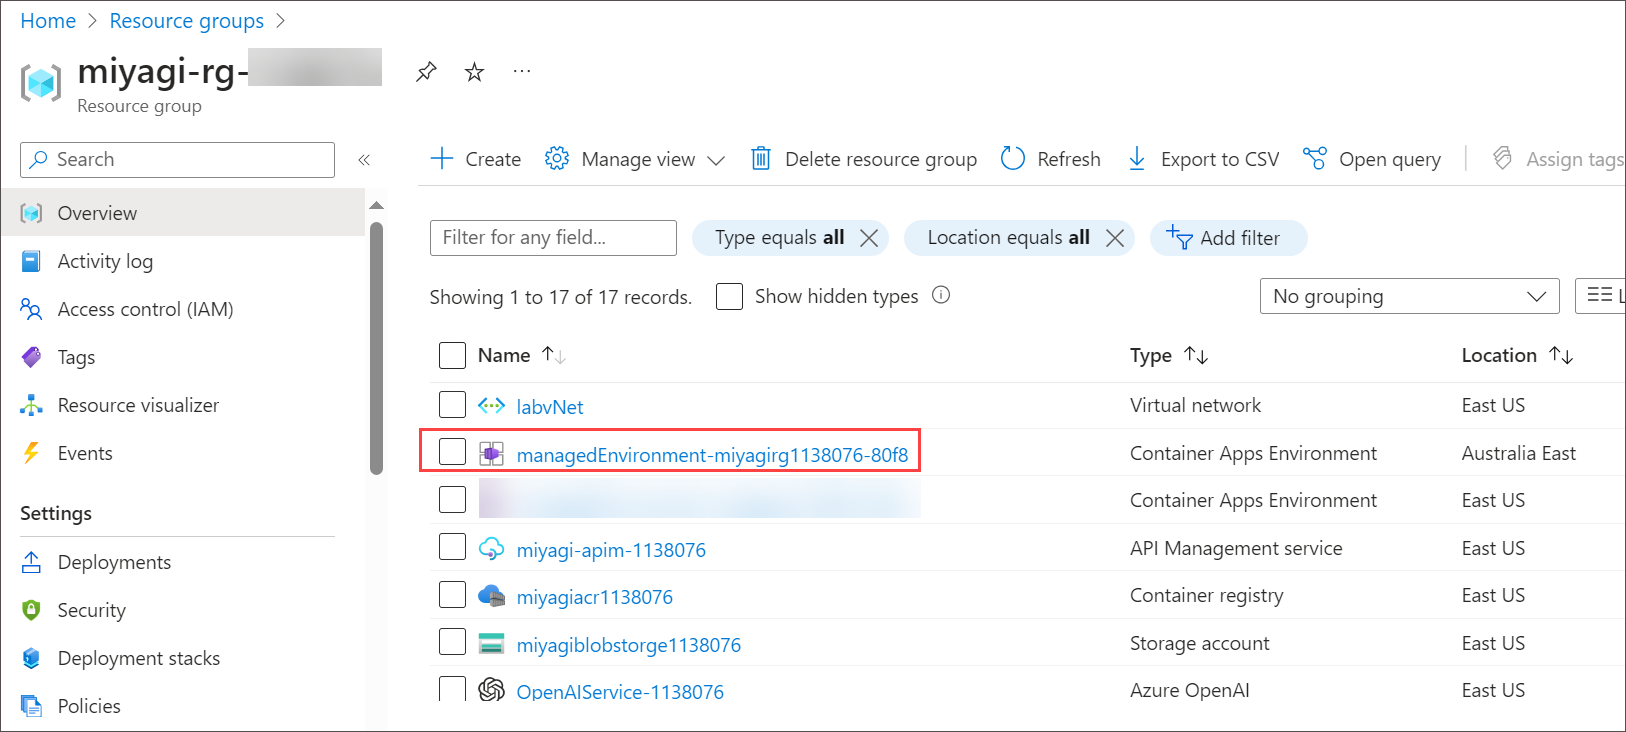 Home > Resource groups >
miyagi-rg-
Resource group
Search
«
Create
Manage view
Delete resource group
Refresh
Export to CSV
Open query
Assign tags
Overview
Activity log
Access control (IAM)
Tags
Resource visualizer
Events
Settings
Deployments
Security
Deployment stacks
Policies
Filter for any field...
Type equals all
Location equals all
Add filter
Showing 1 to 17 of 17 records.
Show hidden types
No grouping
Name Type Location
labvNet Virtual network East US
managedEnvironment-miyagirg1138076-80f8 Container Apps Environment Australia East
Container Apps Environment East US
miyagi-apim-1138076 API Management service East US
miyagiacr1138076 Container registry East US
miyagiblobstorge1138076 Storage account East US
OpenAIService-1138076 Azure OpenAI East US